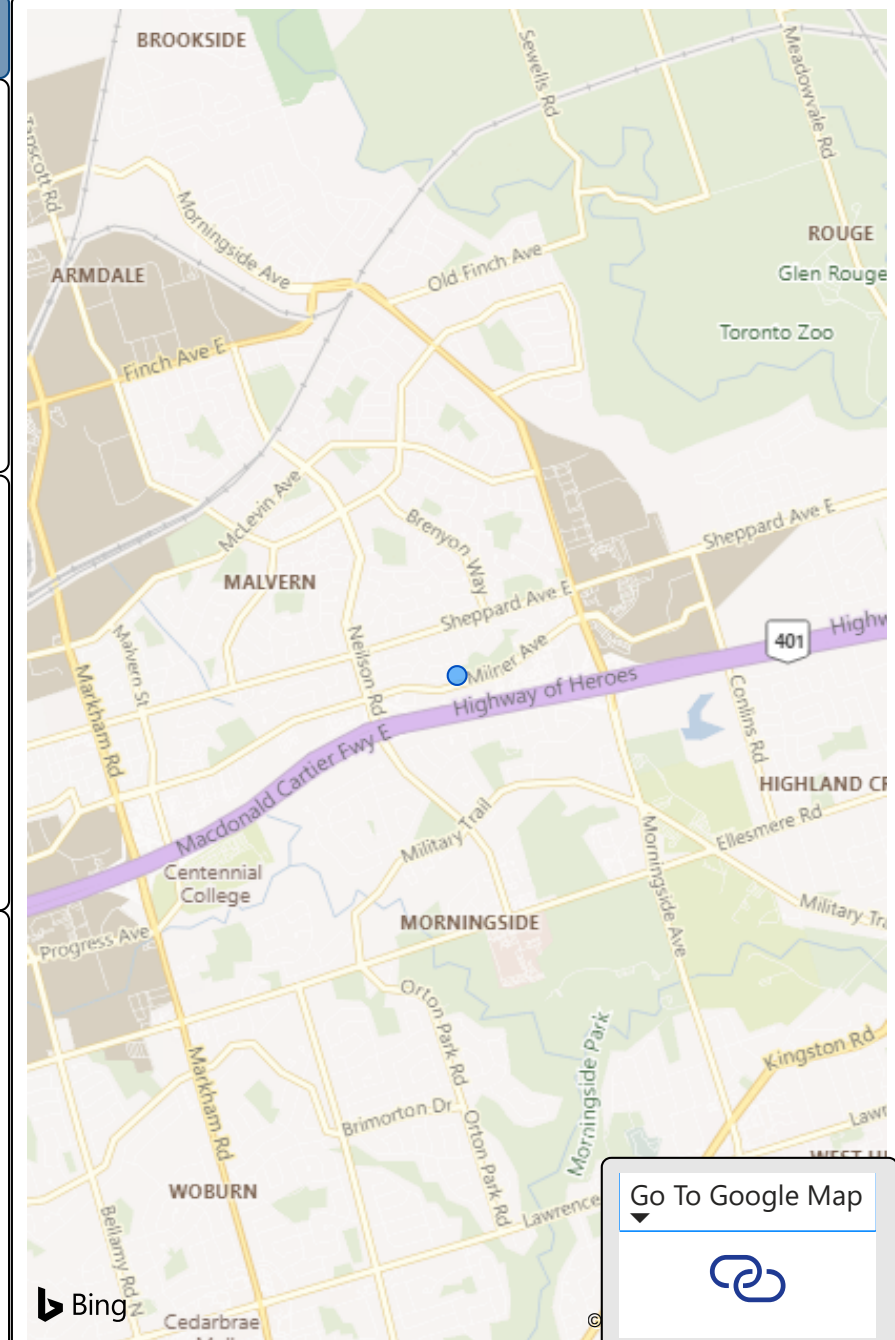 BROOKSIDE
Sewells Rd
Meadowvale Rd
Tapscott Rd
Morningside Ave
ROUGE
Glen Rouge
ARMDALE
Old Finch Ave
Toronto Zoo
Finch Ave E
McLevin Ave
Brenyon Way
Sheppard Ave E
MALVERN
Sheppard Ave E
Malvern St
Neilson Rd
Milner Ave
401
Highw
Highway of Heroes
Markham Rd
Conlins Rd
Macdonald Cartier Fwy E
HIGHLAND CR
Ellesmere Rd
Military Trail
Morningside Ave
Centennial
College
Military Tra
MORNINGSIDE
Progress Ave
Orton Park Rd
Morningside Park
Kingston Rd
Markham Rd
Brimorton Dr
Orton Park Rd
Lawr
WEST HI
WOBURN
Lawrence
Bellamy Rd N
Go To Google Map
Bing
Cedarbrae
©